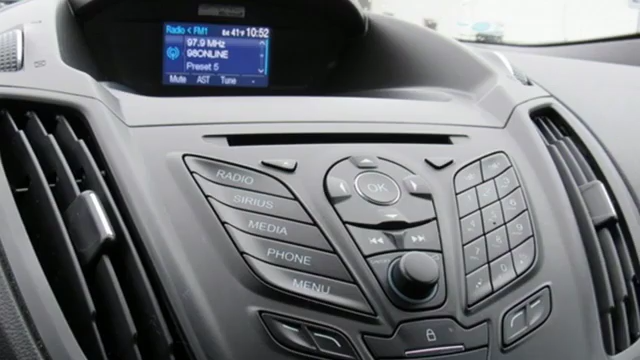 Radio < FM1 41°F 10:52
97.9 MHz
98ONLINE
Preset 5
Mute AST Tune
RADIO
SIRIUS
MEDIA
PHONE
MENU
OK